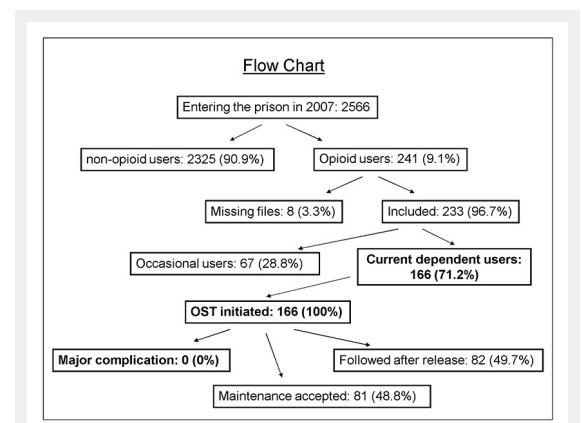 Flow Chart
Entering the prison in 2007: 2566
non-opioid users: 2325 (90.9%)
Opioid users: 241 (9.1%)
Missing files: 8 (3.3%)
Included: 233 (96.7%)
Occasional users: 67 (28.8%)
Current dependent users:
166 (71.2%)
OST initiated: 166 (100%)
Major complication: 0 (0%)
Followed after release: 82 (49.7%)
Maintenance accepted: 81 (48.8%)